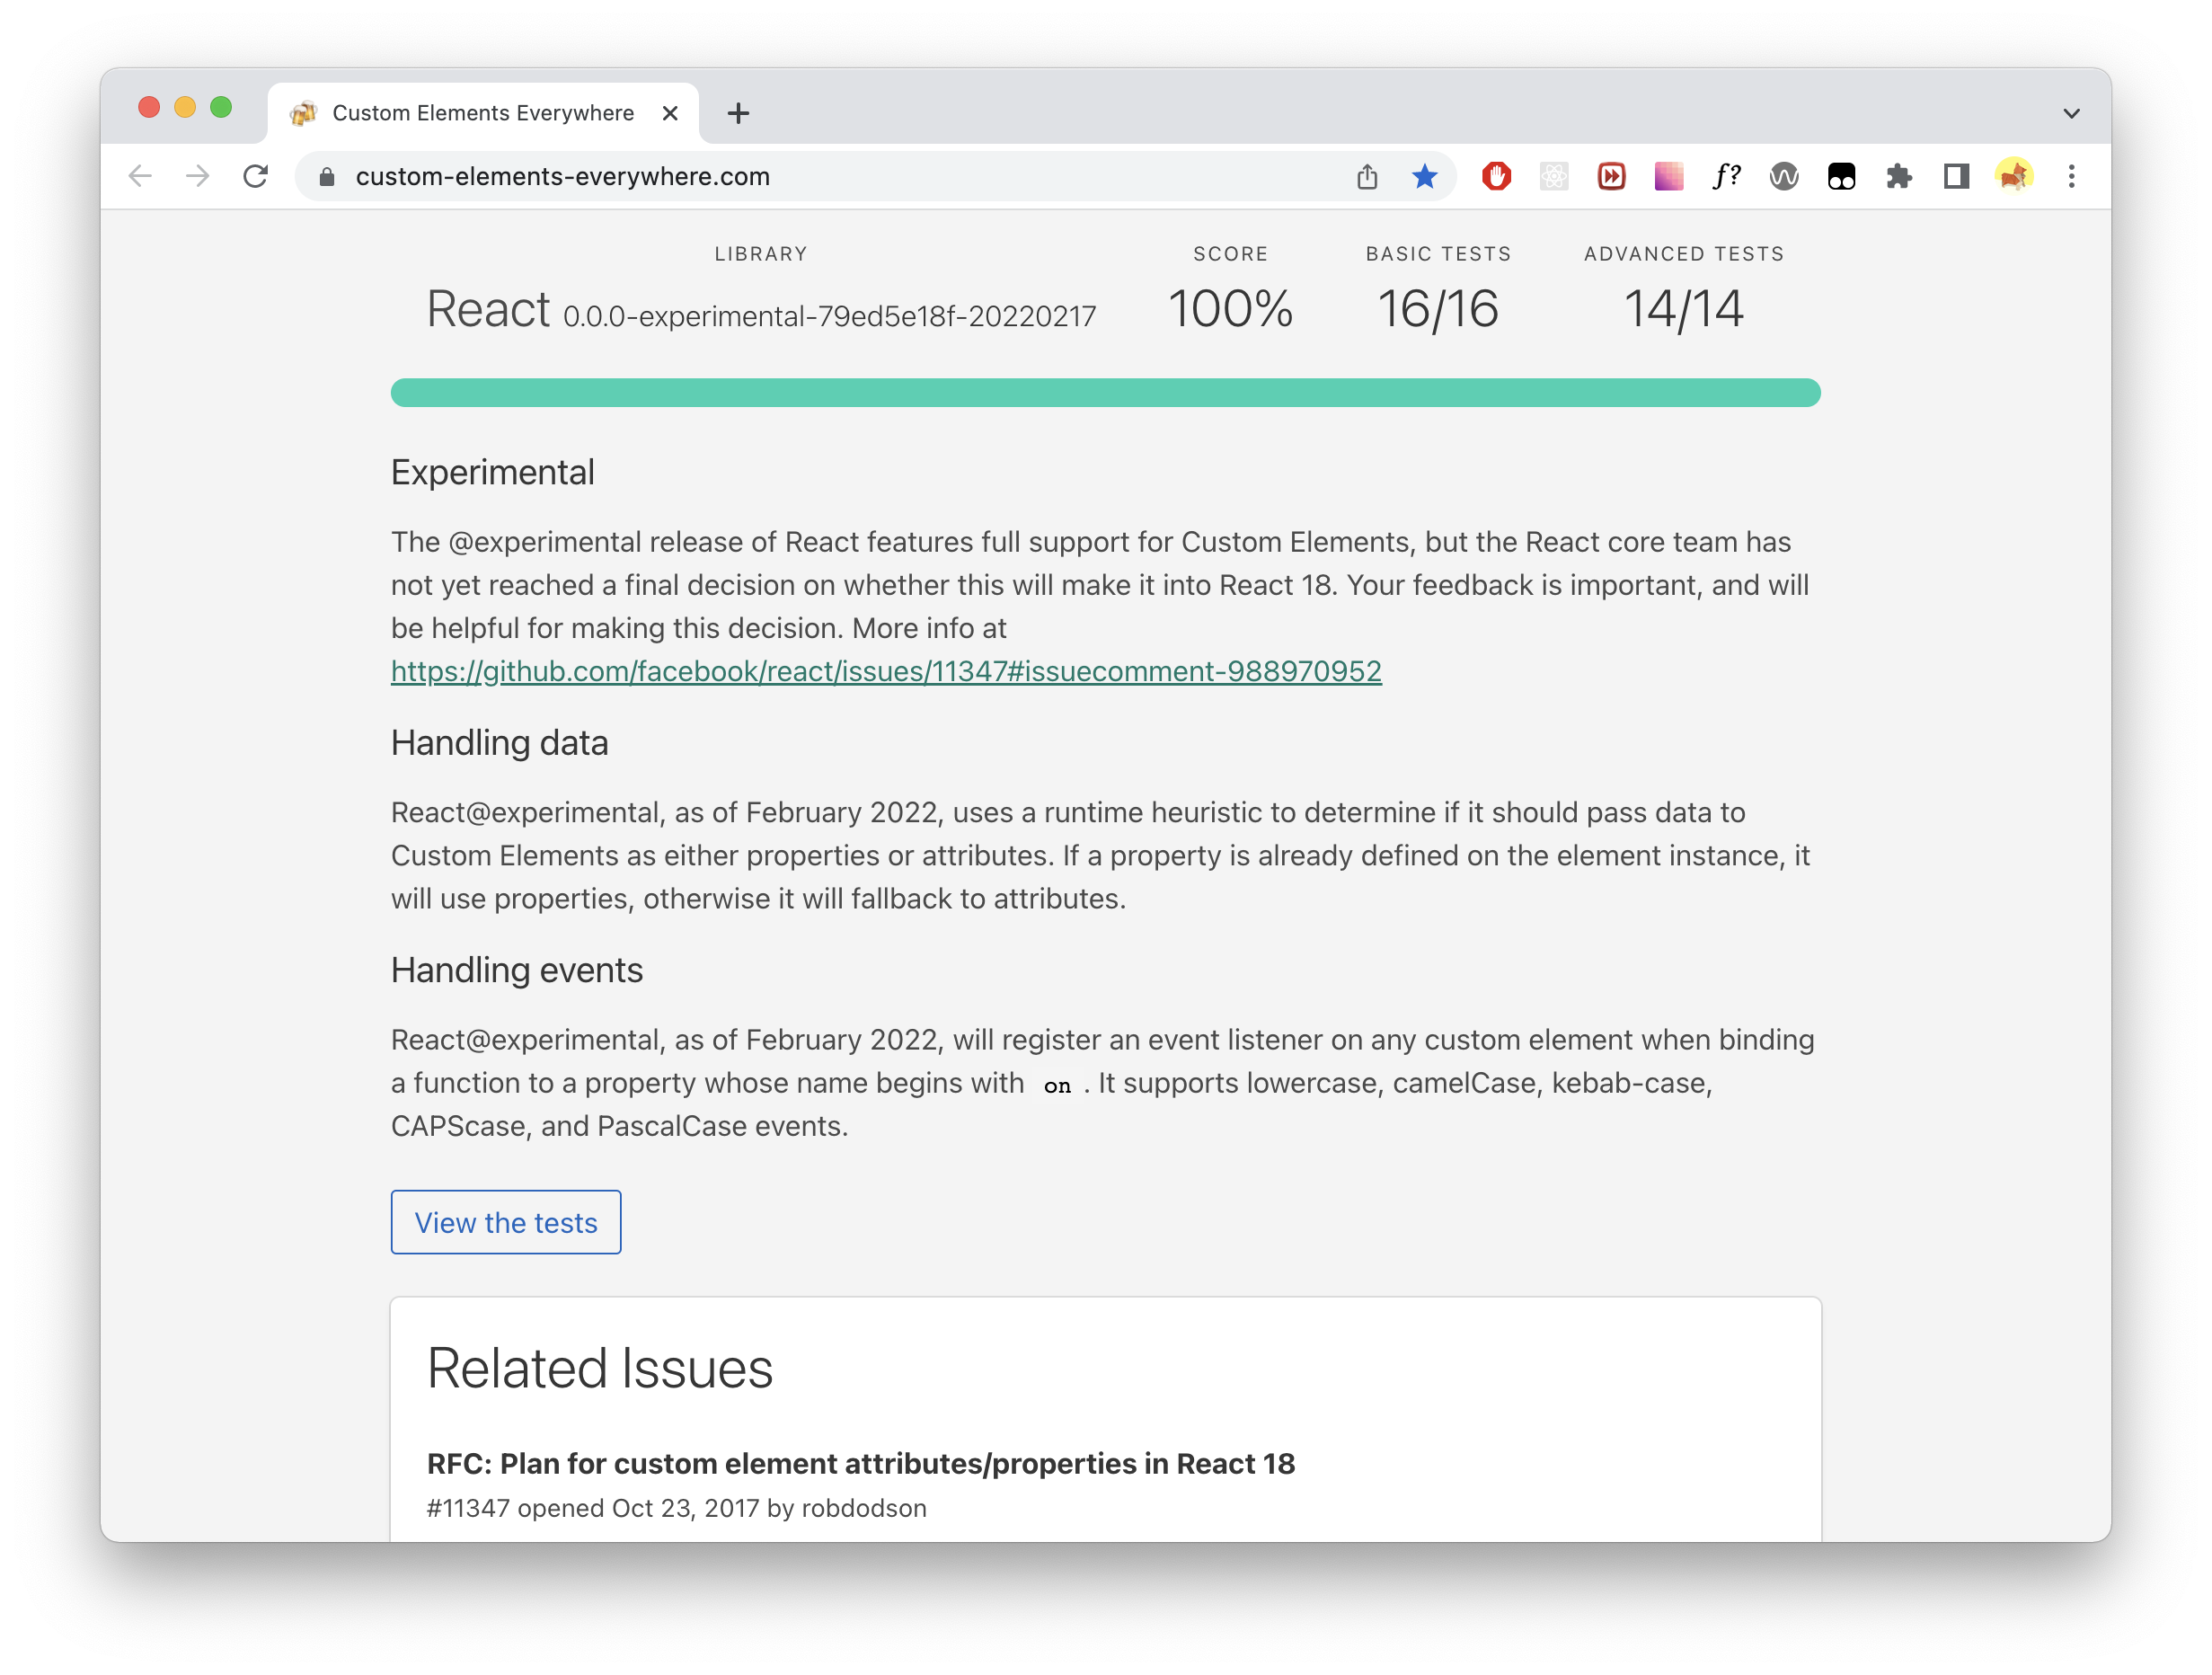 Custom Elements Everywhere
custom-elements-everywhere.com
f?
LIBRARY
React 0.0.0-experimental-79ed5e18f-20220217
SCORE
100%
BASIC TESTS
16/16
ADVANCED TESTS
14/14
Experimental
The @experimental release of React features full support for Custom Elements, but the React core team has
not yet reached a final decision on whether this will make it into React 18. Your feedback is important, and will
be helpful for making this decision. More info at
https://github.com/facebook/react/issues/11347#issuecomment-988970952
Handling data
React@experimental, as of February 2022, uses a runtime heuristic to determine if it should pass data to
Custom Elements as either properties or attributes. If a property is already defined on the element instance, it
will use properties, otherwise it will fallback to attributes.
Handling events
React@experimental, as of February 2022, will register an event listener on any custom element when binding
a function to a property whose name begins with on . It supports lowercase, camelCase, kebab-case,
CAPScase, and PascalCase events.
View the tests
Related Issues
RFC: Plan for custom element attributes/properties in React 18
#11347 opened Oct 23, 2017 by robdodson